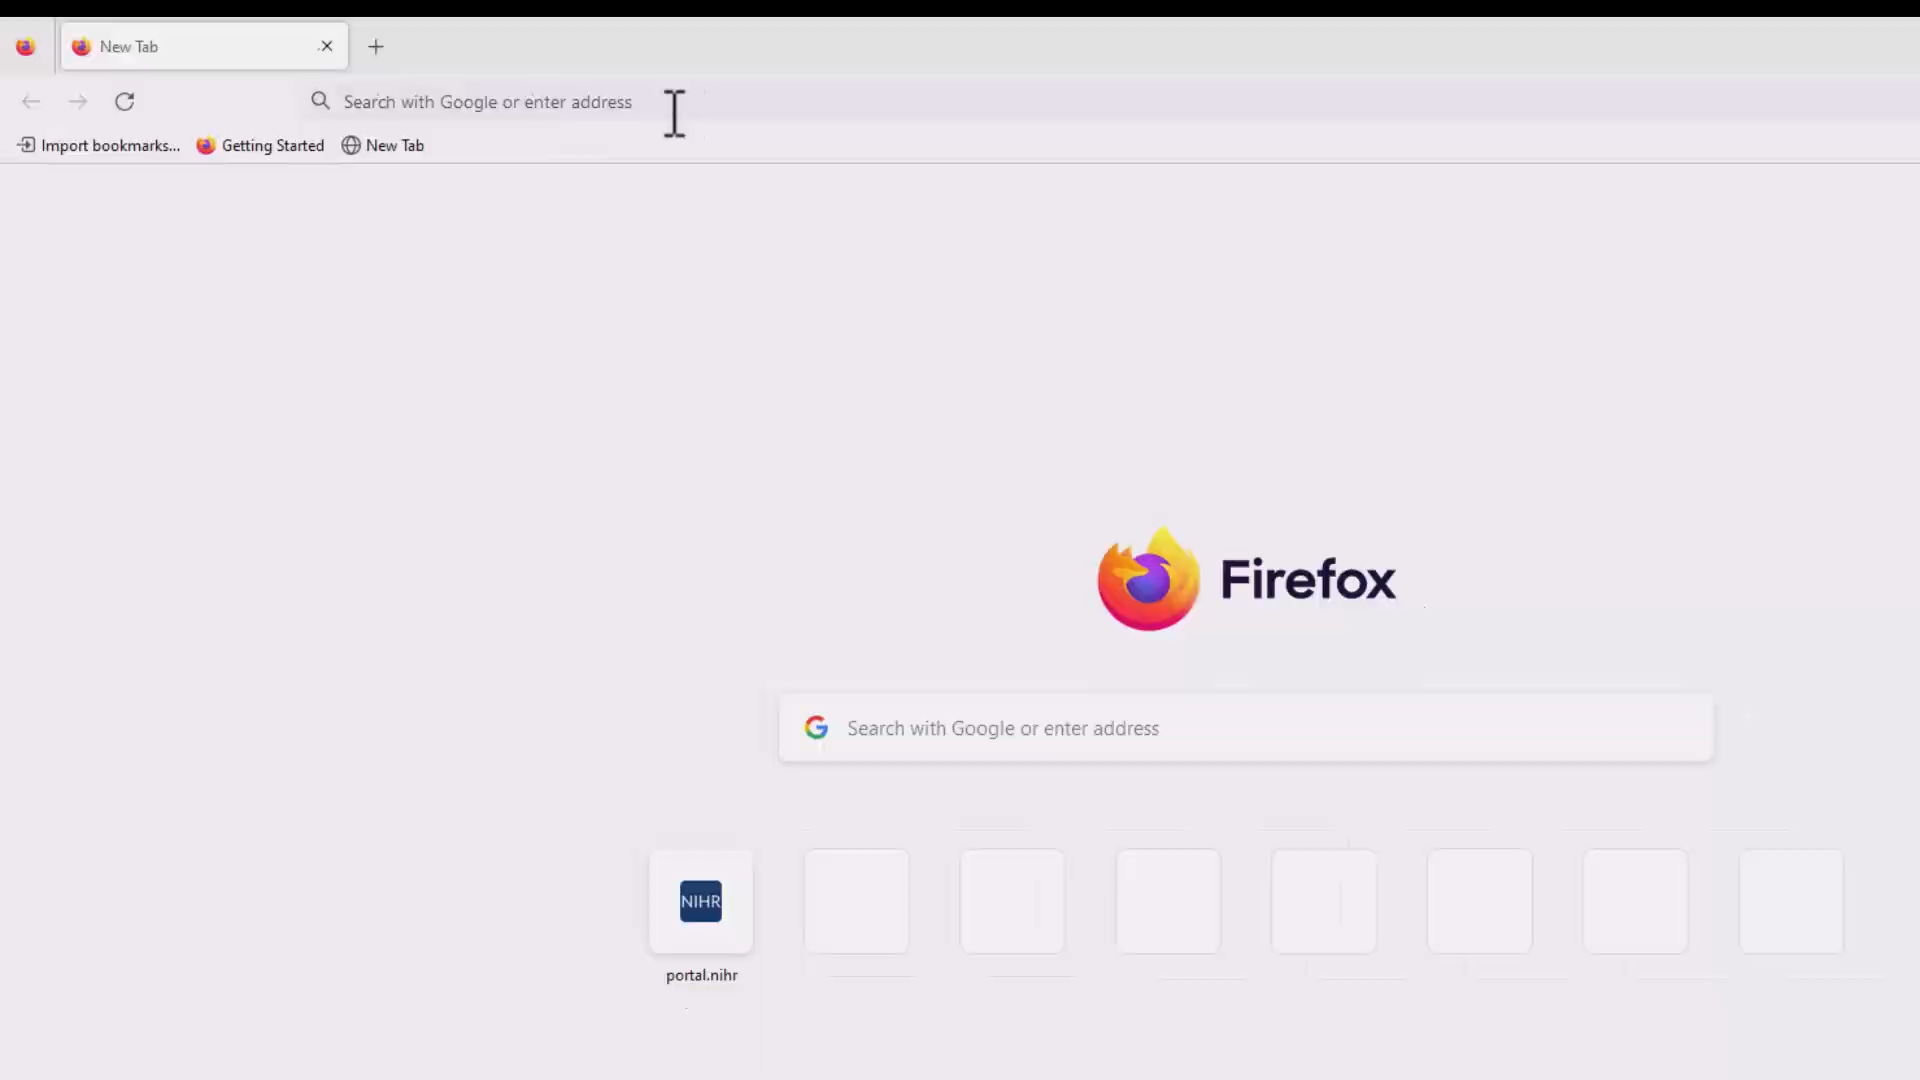 New Tab
Search with Google or enter address
Import bookmarks... Getting Started New Tab
Firefox
Search with Google or enter address
NIHR
portal.nihr